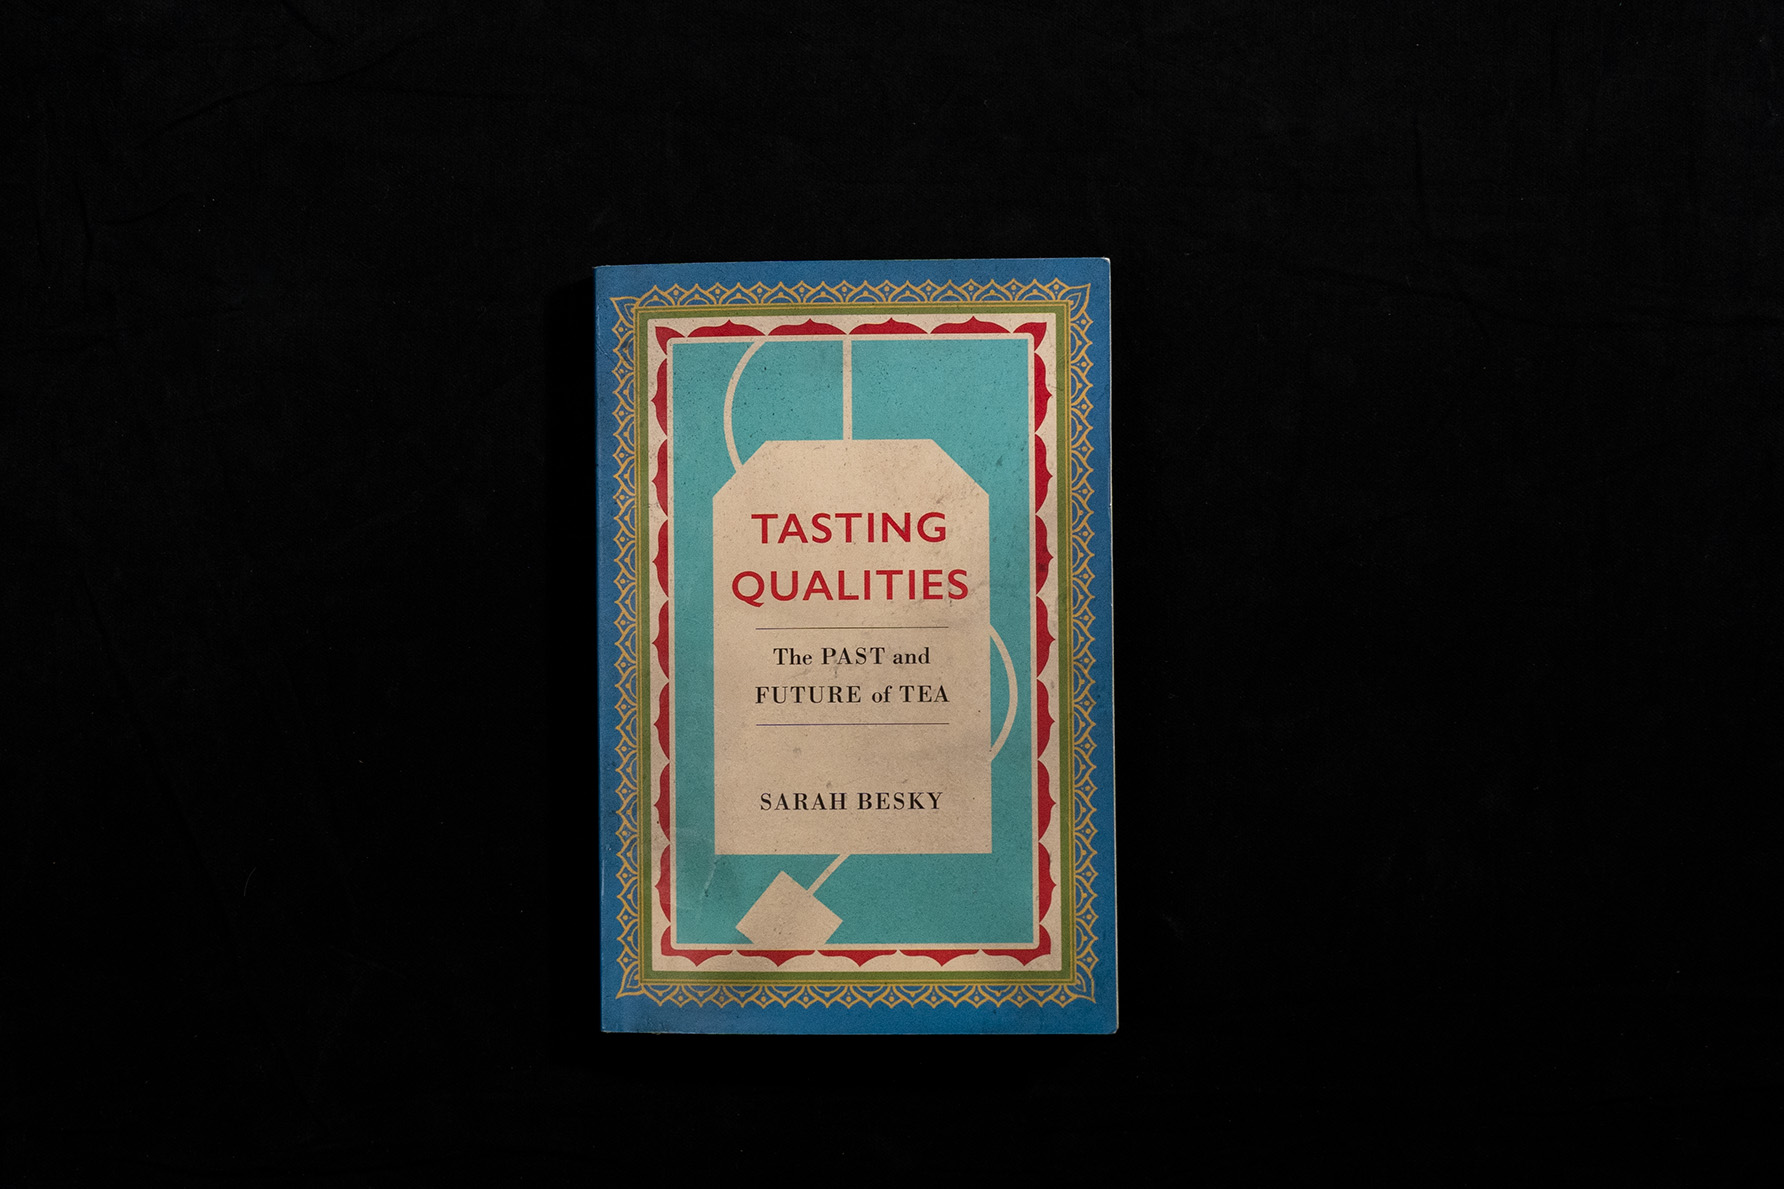 TASTING
QUALITIES
The PAST and
FUTURE of TEA
SARAH BESKY